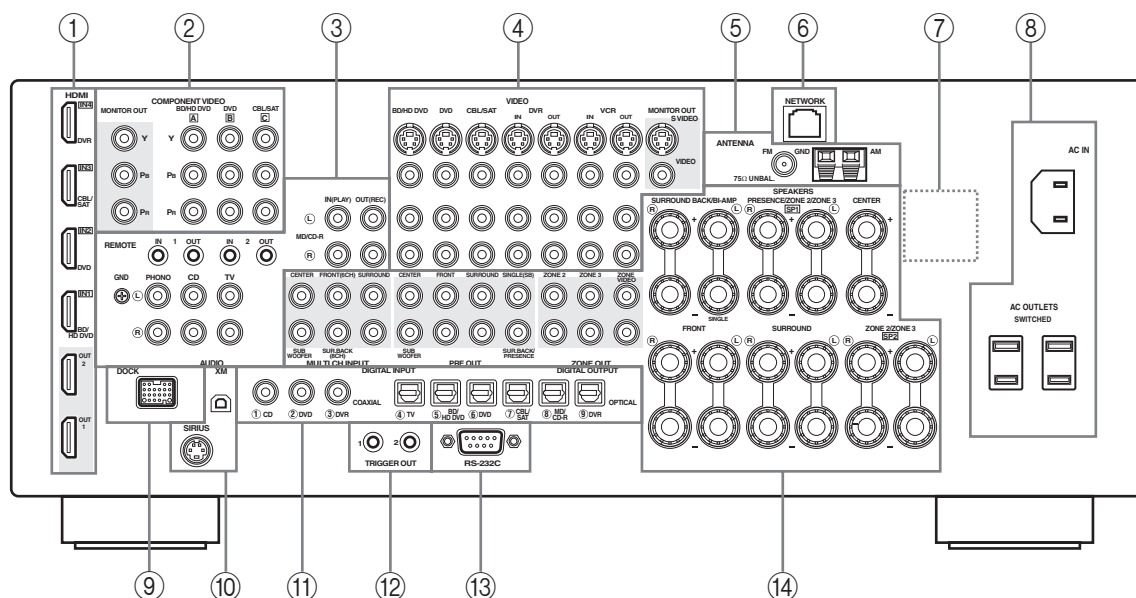 ① ② ③ ④ ⑤ ⑥ ⑦ ⑧
HDMI
IN4
DVR
IN3
CBL/
SAT
IN2
DVD
IN1
BD/
HD DVD
OUT
2
OUT
1
COMPONENT VIDEO
MONITOR OUT
BD/HD DVD
A
DVD
B
CBL/SAT
C
Y Y
PB PB
PR PR
REMOTE
IN 1 OUT IN 2 OUT
GND PHONO CD TV
L
R
AUDIO
IN(PLAY) OUT(REC)
L
MD/CD-R
R
VIDEO
BD/HD DVD DVD CBL/SAT DVR VCR MONITOR OUT
IN OUT IN OUT S VIDEO
VIDEO
CENTER FRONT(6CH) SURROUND
SUB
WOOFER
SUR.BACK
(8CH)
MULTI CH INPUT
CENTER FRONT SURROUND SINGLE(SB)
SUB
WOOFER
SUR.BACK/
PRESENCE
PRE OUT
ZONE 2 ZONE 3 ZONE
VIDEO
ZONE OUT
NETWORK
ANTENNA
FM GND AM
75Ω UNBAL.
SPEAKERS
SURROUND BACK/BI-AMP PRESENCE/ZONE 2/ZONE 3 CENTER
SP1
R L R L
+ + +
– – –
SINGLE
FRONT SURROUND ZONE 2/ZONE 3
SP2
R L R L R L
+ + +
– – –
AC IN
AC OUTLETS
SWITCHED
DOCK
XM
SIRIUS
DIGITAL INPUT DIGITAL OUTPUT
① CD ② DVD ③ DVR COAXIAL
④ TV ⑤ BD/
HD DVD
⑥ DVD ⑦ CBL/
SAT
⑧ MD/
CD-R
⑨ DVR OPTICAL
1 2
TRIGGER OUT
RS-232C
⑨ ⑩ ⑪ ⑫ ⑬ ⑭